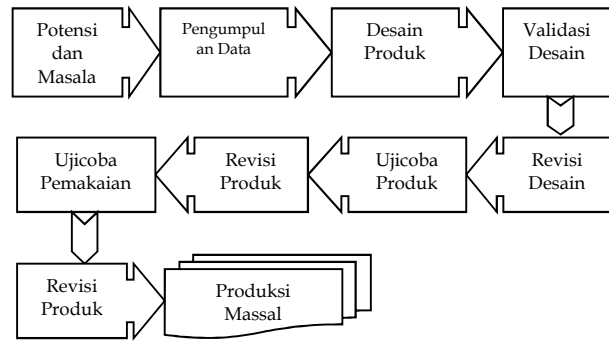 Potensi
dan
Masala
Pengumpul
an Data
Desain
Produk
Validasi
Desain
Revisi
Desain
Ujicoba
Produk
Revisi
Produk
Ujicoba
Pemakaian
Revisi
Produk
Produksi
Massal